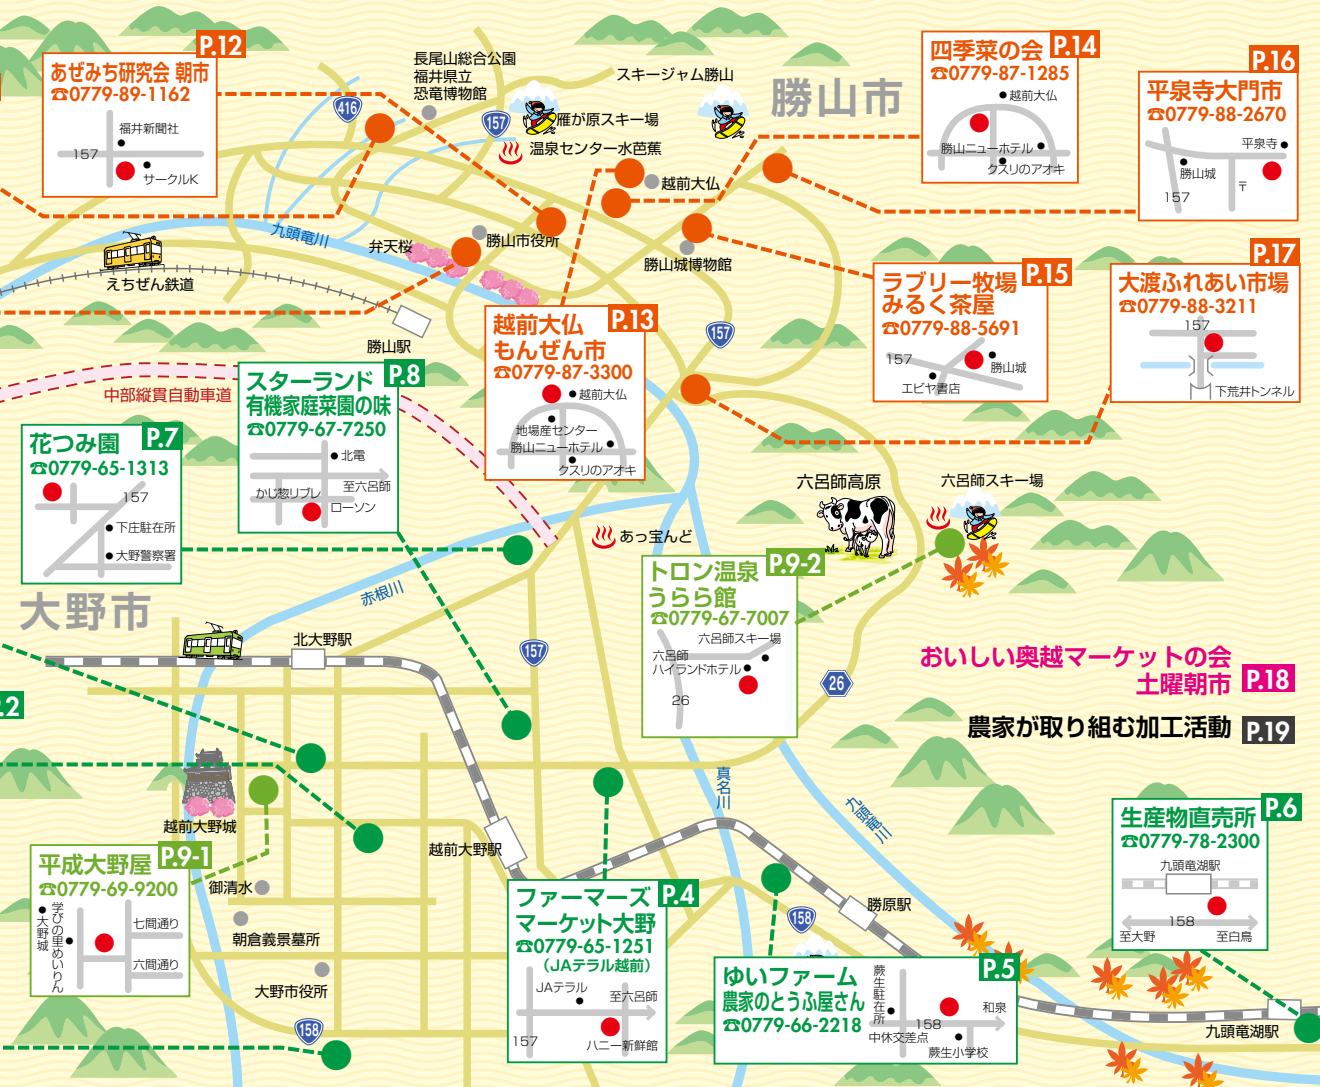 P.12
あぜみち研究会 朝市
☎0779-89-1162
福井新聞社
157
サークルK
416
長尾山総合公園
福井県立
恐竜博物館
157
スキージャム勝山
雁が原スキー場
温泉センター水芭蕉
越前大仏
勝山市
P.14
四季菜の会
☎0779-87-1285
越前大仏
勝山ニューホテル
クスリのアオキ
P.16
平泉寺大門市
☎0779-88-2670
平泉寺
勝山城
〒
157
九頭竜川
弁天桜
勝山市役所
勝山城博物館
えちぜん鉄道
勝山駅
157
P.15
ラブリー牧場
みるく茶屋
☎0779-88-5691
157
勝山城
エビヤ書店
P.17
大渡ふれあい市場
☎0779-88-3211
157
下荒井トンネル
P.13
越前大仏
もんぜん市
☎0779-87-3300
越前大仏
地場産センター
勝山ニューホテル
クスリのアオキ
中部縦貫自動車道
P.8
スターランド
有機家庭菜園の味
☎0779-67-7250
北電
至六呂師
かじ惣リブレ
ローソン
P.7
花つみ園
☎0779-65-1313
157
下庄駐在所
大野警察署
大野市
六呂師高原
六呂師スキー場
あっ宝んど
赤根川
P.9-2
トロン温泉
うらら館
☎0779-67-7007
六呂師スキー場
六呂師
ハイランドホテル
26
北大野駅
157
26
おいしい奥越マーケットの会
土曜朝市
P.18
農家が取り組む加工活動
P.19
.2
真名川
九頭竜川
越前大野城
越前大野駅
P.9-1
平成大野屋
☎0779-69-9200
大野城
学びの里めいりん
七間通り
六間通り
御清水
朝倉義景墓所
大野市役所
158
P.4
ファーマーズ
マーケット大野
☎0779-65-1251
(JAテラル越前)
JAテラル
至六呂師
157
ハニー新鮮館
158
勝原駅
P.5
ゆいファーム
農家のとうふ屋さん
☎0779-66-2218
蕨生駐在所
和泉
158
中休交差点
蕨生小学校
P.6
生産物直売所
☎0779-78-2300
九頭竜湖駅
158
至大野
至白鳥
九頭竜湖駅